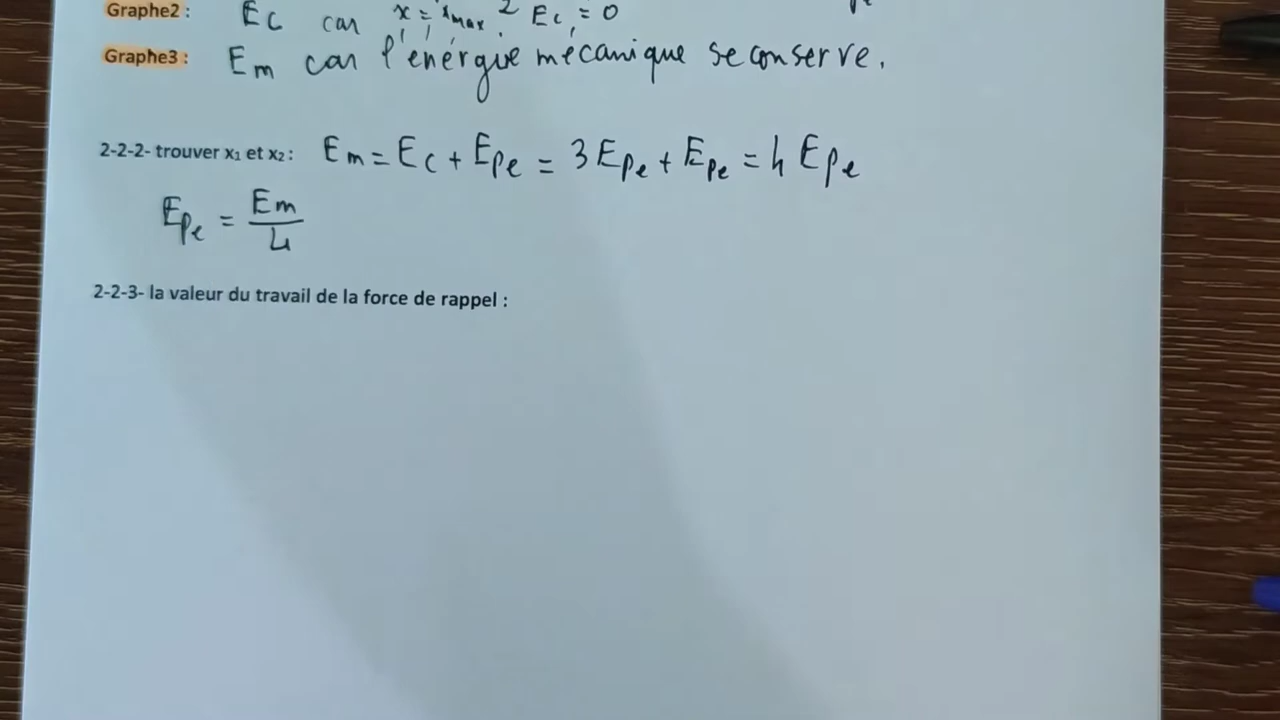 Graphe2 : Ec car x = xmax , Ec = 0
Graphe3 : Em car l'énérgie mécanique se conserve.
2-2-2- trouver x₁ et x₂ : Em = Ec + Epe = 3 Epe + Epe = 4 Epe
Epe = Em/4
2-2-3- la valeur du travail de la force de rappel :